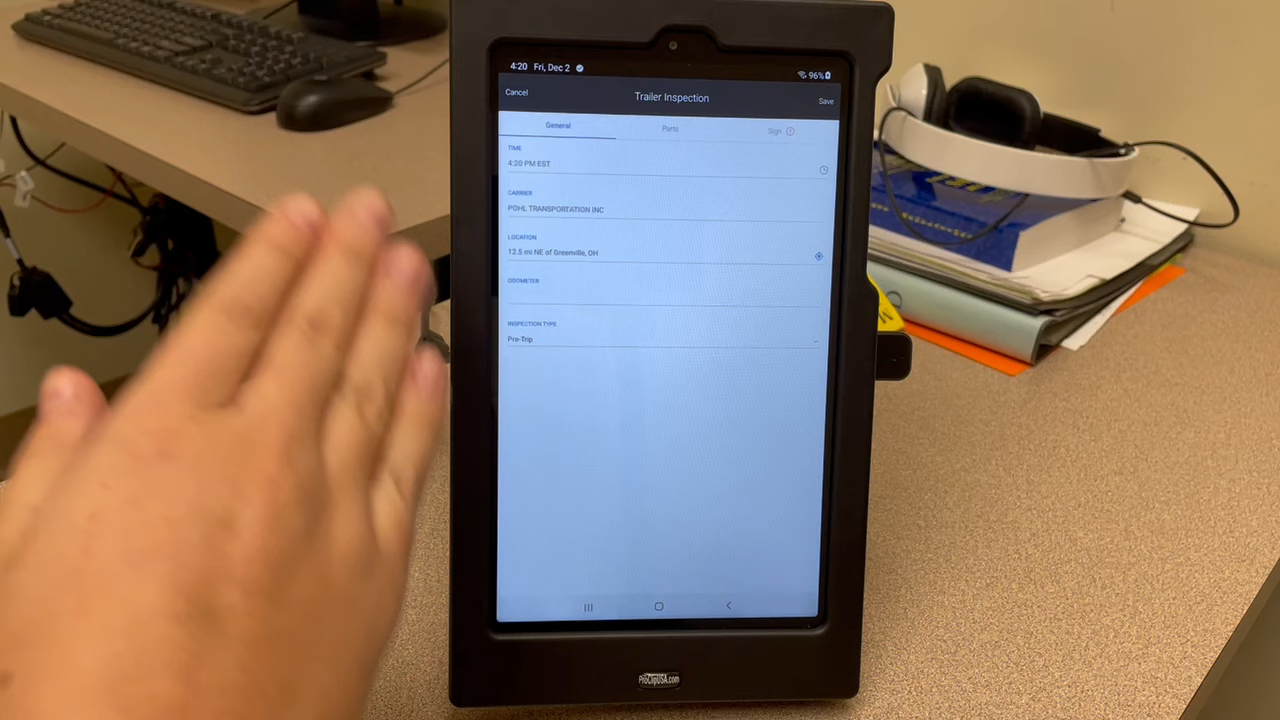 4:20 Fri, Dec 2
96%
Cancel
Trailer Inspection
Save
General
Parts
Sign
TIME
4:20 PM EST
CARRIER
POHL TRANSPORTATION INC
LOCATION
12.5 mi NE of Greenville, OH
ODOMETER
INSPECTION TYPE
Pre-Trip
ProClipUSA.com